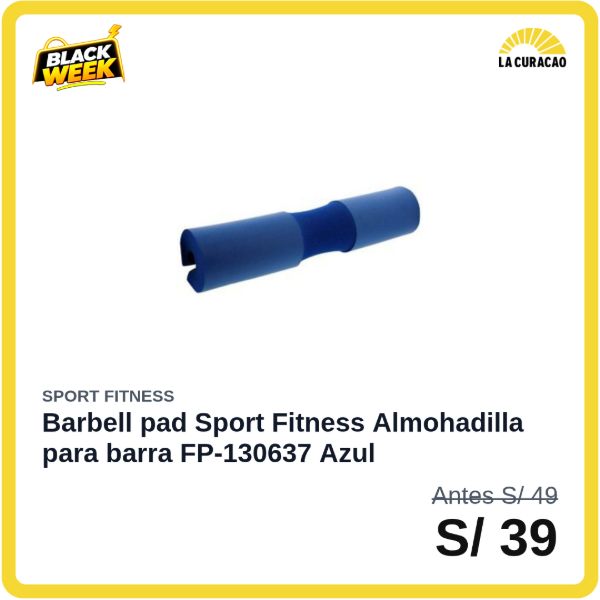 BLACK
WEEK
LA CURACAO
SPORT FITNESS
Barbell pad Sport Fitness Almohadilla
para barra FP-130637 Azul
Antes S/ 49
S/ 39